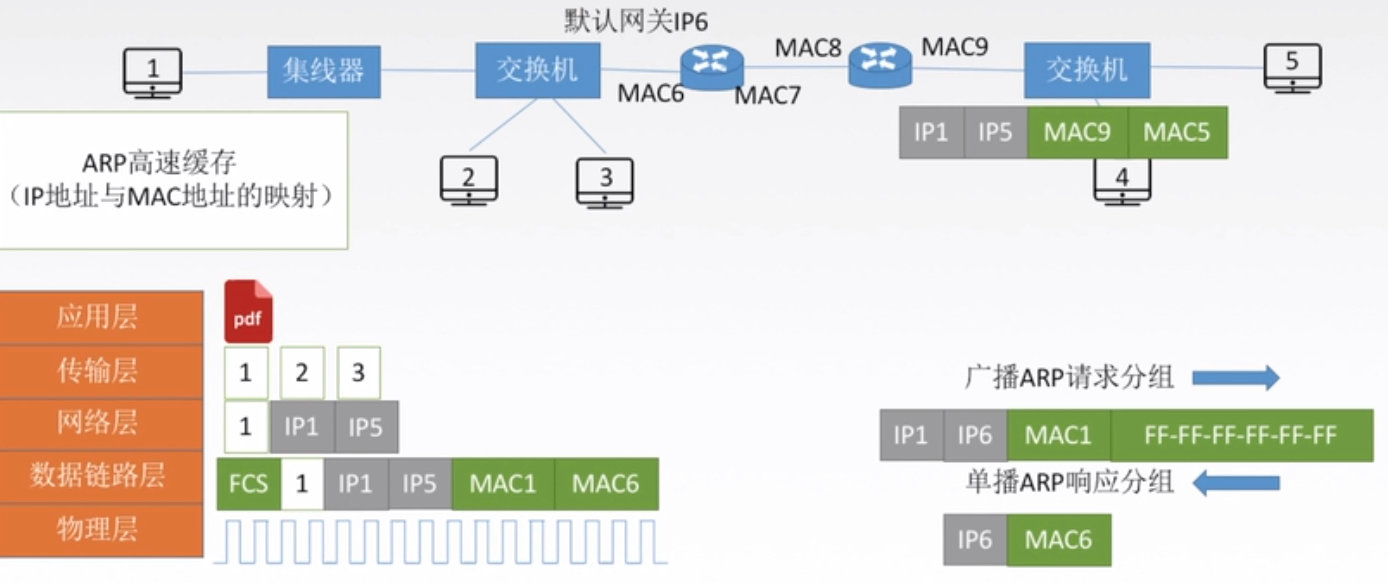 默认网关IP6
1
集线器
交换机
MAC6
MAC7
MAC8
MAC9
交换机
5
IP1 IP5 MAC9 MAC5
2
3
4
ARP高速缓存
（IP地址与MAC地址的映射）
应用层
pdf
传输层
1 2 3
网络层
1 IP1 IP5
数据链路层
FCS 1 IP1 IP5 MAC1 MAC6
物理层
广播ARP请求分组
IP1 IP6 MAC1 FF-FF-FF-FF-FF-FF
单播ARP响应分组
IP6 MAC6